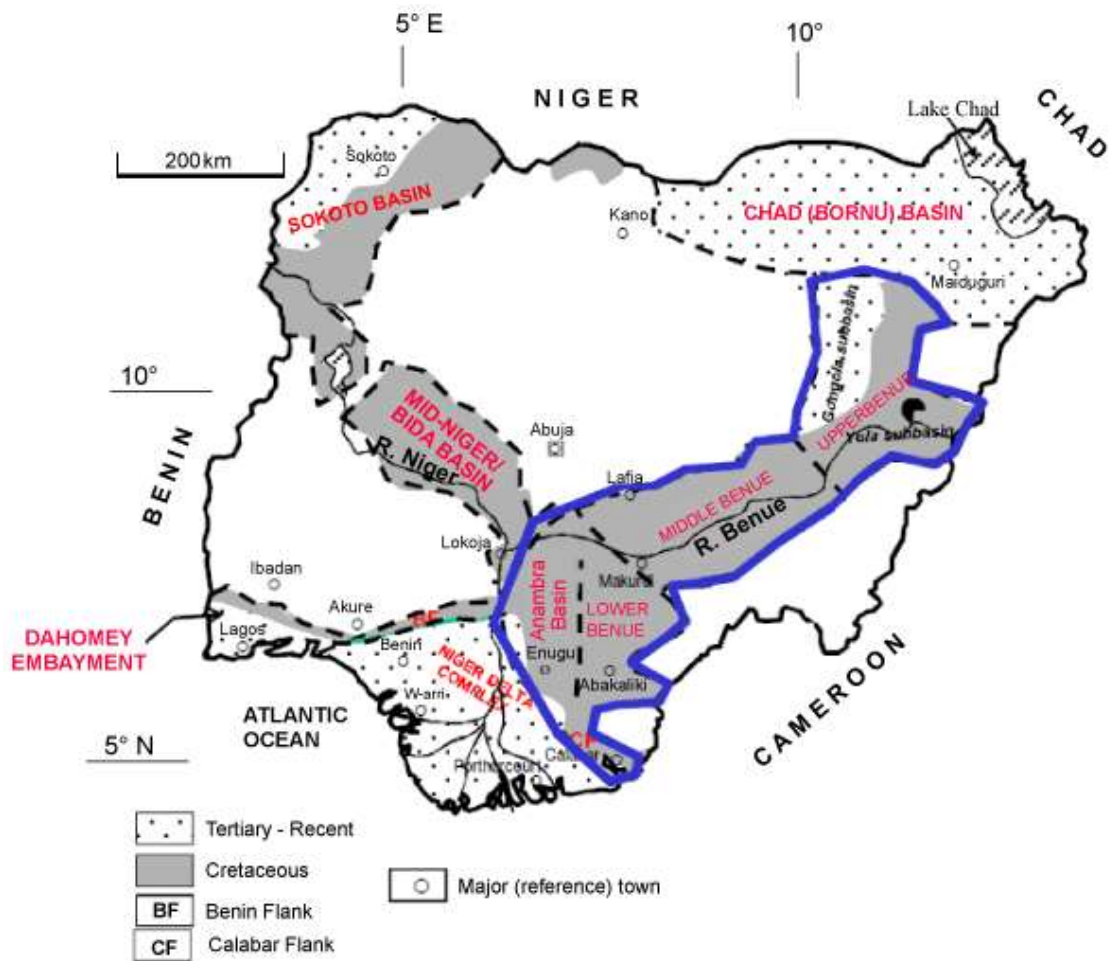 5° E
10°
NIGER
CHAD
Lake Chad
200 km
Sokoto
SOKOTO BASIN
Kano
CHAD (BORNU) BASIN
Maiduguri
Gongola subbasin
10°
BENIN
MID-NIGER/
BIDA BASIN
R. Niger
Abuja
UPPER BENUE
Yola subbasin
Lafia
MIDDLE BENUE
R. Benue
Lokoja
Makurdi
Ibadan
Akure
BF
Anambra
Basin
LOWER
BENUE
DAHOMEY
EMBAYMENT
Lagos
Benin
NIGER DELTA
COMPLEX
Enugu
Abakaliki
Warri
CAMEROON
ATLANTIC
OCEAN
CF
Calabar
5° N
Porthercourt
Tertiary - Recent
Cretaceous
BF Benin Flank
CF Calabar Flank
Major (reference) town